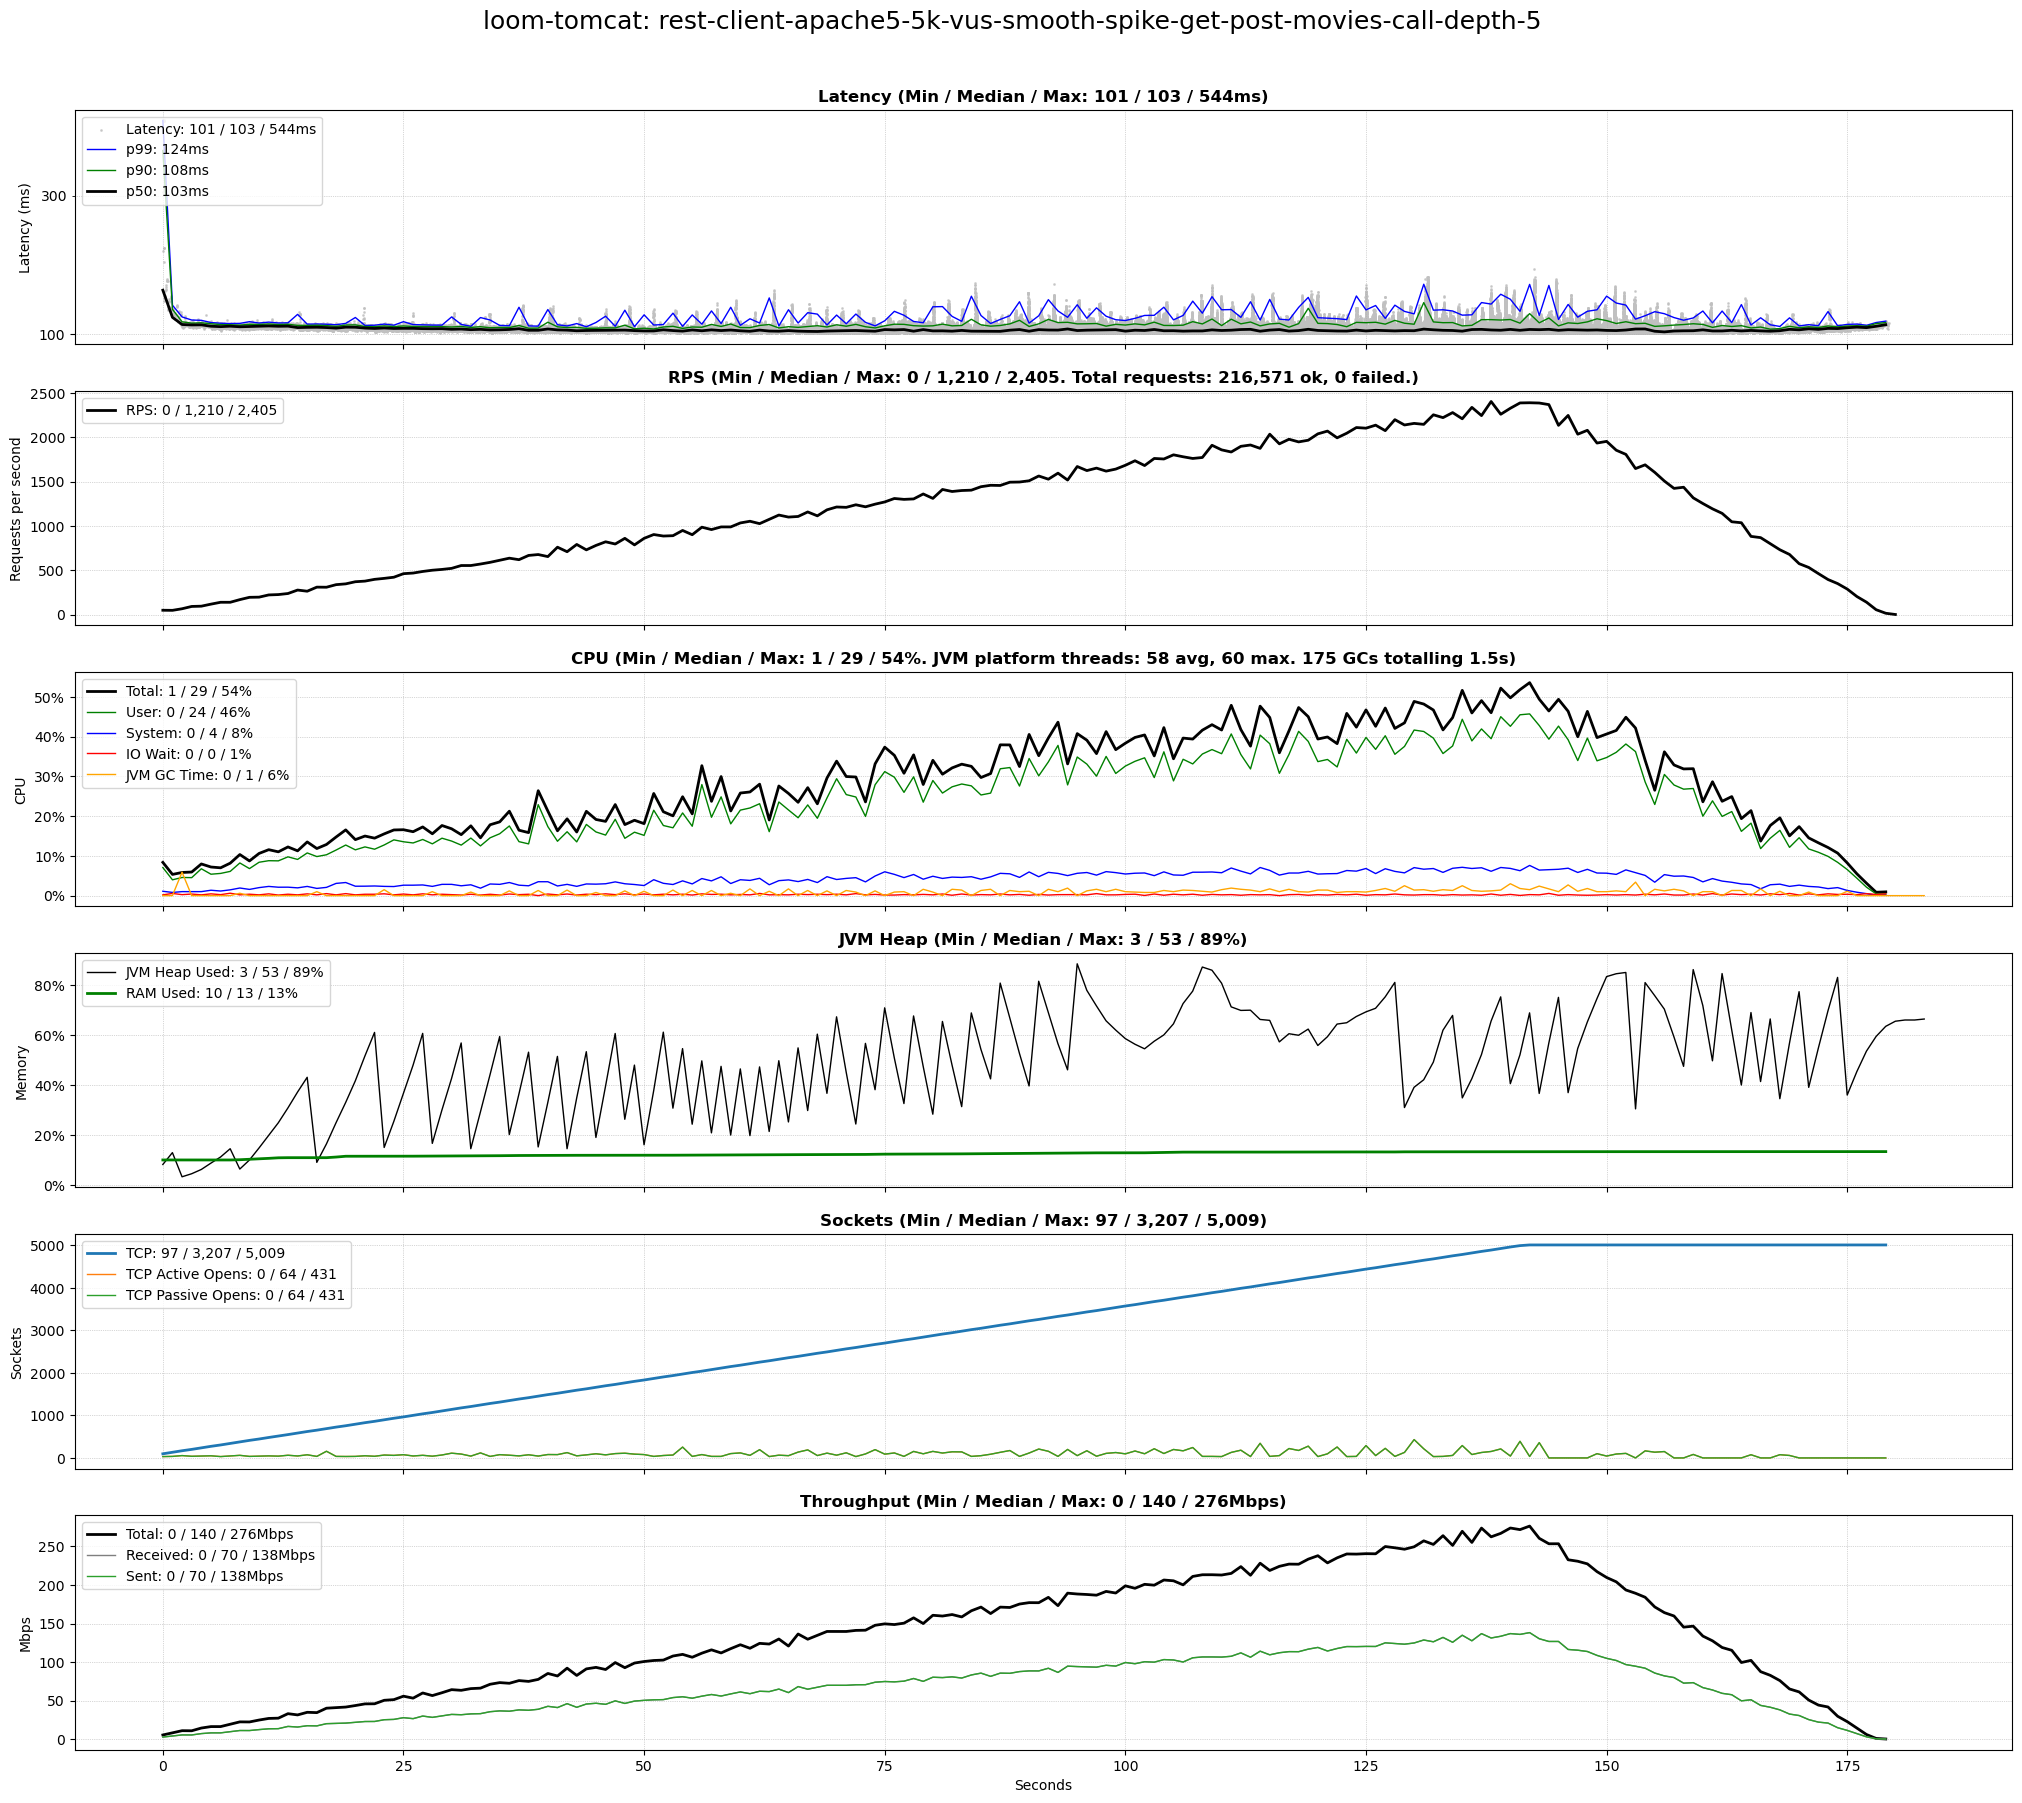 loom-tomcat: rest-client-apache5-5k-vus-smooth-spike-get-post-movies-call-depth-5
Latency (Min / Median / Max: 101 / 103 / 544ms)
Latency: 101 / 103 / 544ms
p99: 124ms
p90: 108ms
p50: 103ms
Latency (ms)
300
100
RPS (Min / Median / Max: 0 / 1,210 / 2,405. Total requests: 216,571 ok, 0 failed.)
RPS: 0 / 1,210 / 2,405
Requests per second
2500
2000
1500
1000
500
0
CPU (Min / Median / Max: 1 / 29 / 54%. JVM platform threads: 58 avg, 60 max. 175 GCs totalling 1.5s)
Total: 1 / 29 / 54%
User: 0 / 24 / 46%
System: 0 / 4 / 8%
IO Wait: 0 / 0 / 1%
JVM GC Time: 0 / 1 / 6%
CPU
50%
40%
30%
20%
10%
0%
JVM Heap (Min / Median / Max: 3 / 53 / 89%)
JVM Heap Used: 3 / 53 / 89%
RAM Used: 10 / 13 / 13%
Memory
80%
60%
40%
20%
0%
Sockets (Min / Median / Max: 97 / 3,207 / 5,009)
TCP: 97 / 3,207 / 5,009
TCP Active Opens: 0 / 64 / 431
TCP Passive Opens: 0 / 64 / 431
Sockets
5000
4000
3000
2000
1000
0
Throughput (Min / Median / Max: 0 / 140 / 276Mbps)
Total: 0 / 140 / 276Mbps
Received: 0 / 70 / 138Mbps
Sent: 0 / 70 / 138Mbps
Mbps
250
200
150
100
50
0
0 25 50 75 100 125 150 175
Seconds